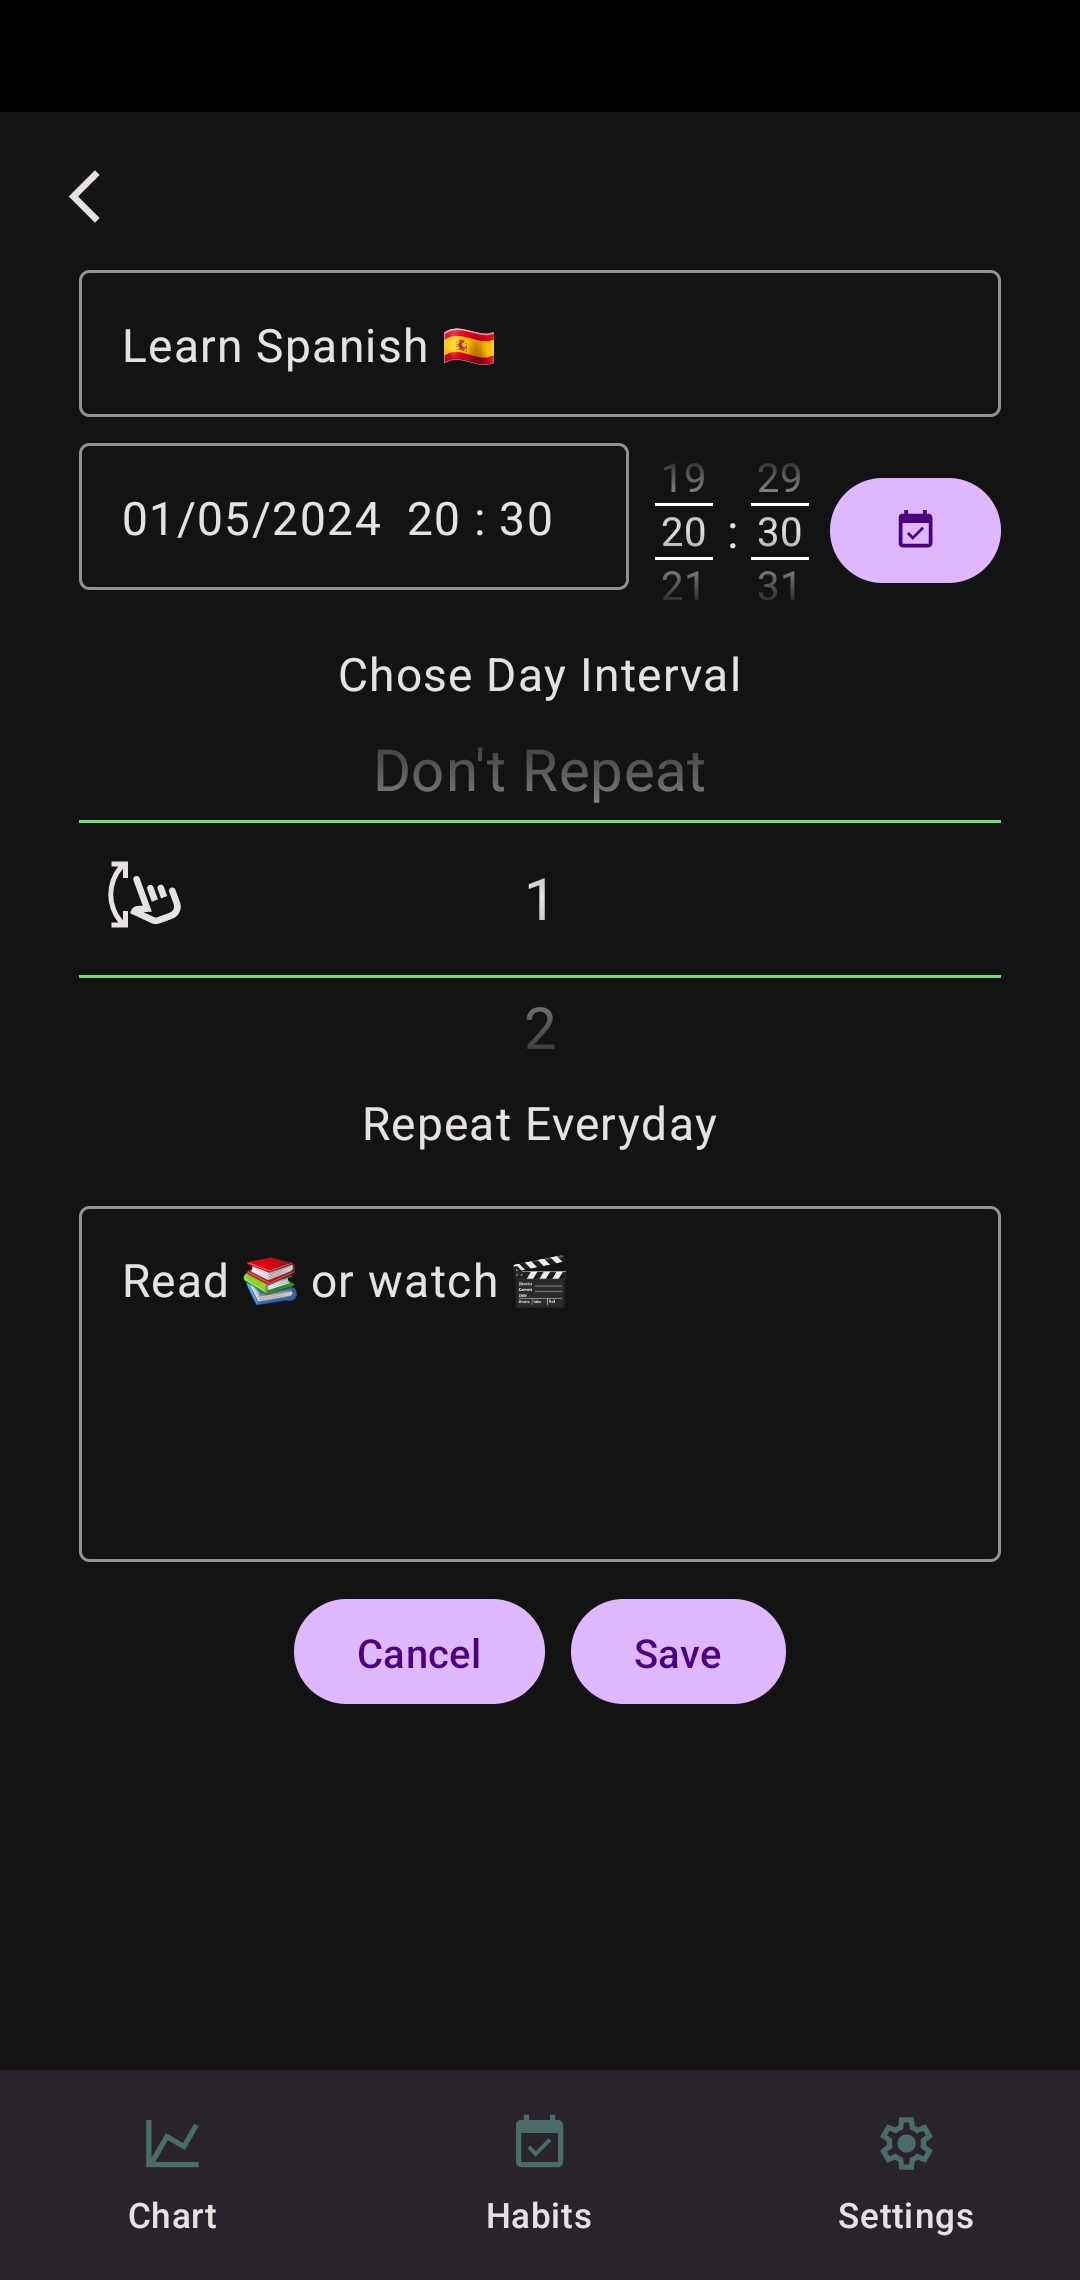 Learn Spanish 🇪🇸
01/05/2024 20 : 30
19 29
20 : 30
21 31
Chose Day Interval
Don't Repeat
1
2
Repeat Everyday
Read 📚 or watch 🎬
Cancel Save
Chart Habits Settings